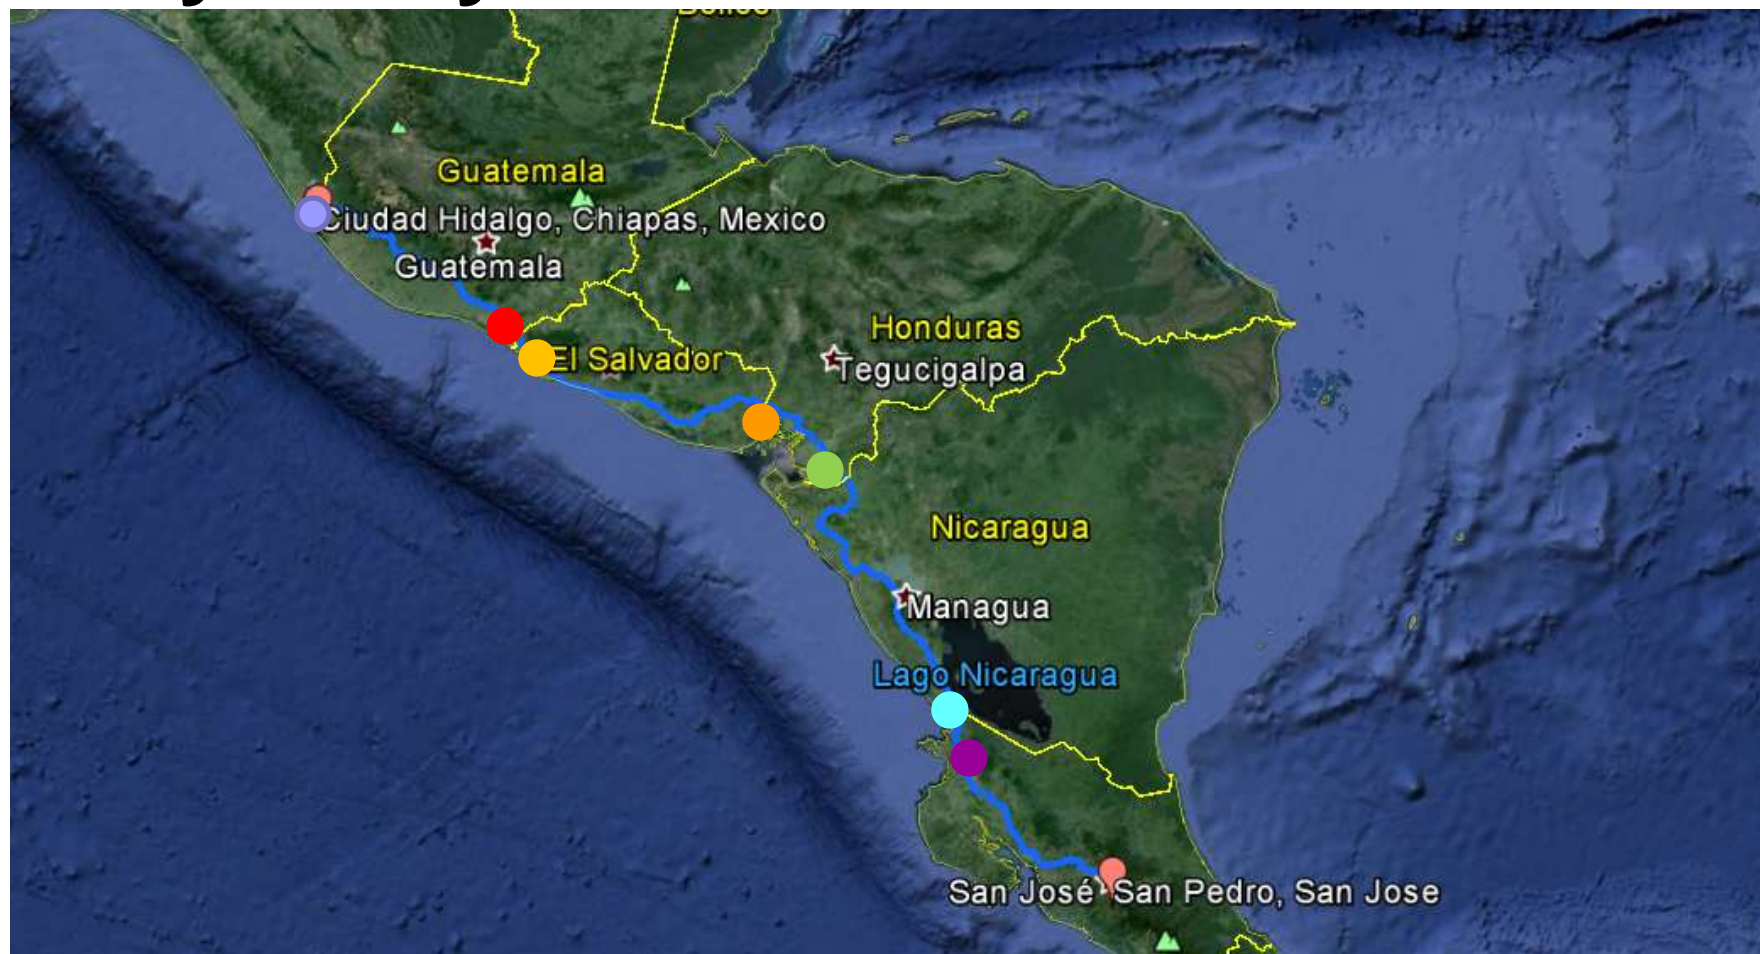 Guatemala
Ciudad Hidalgo, Chiapas, Mexico
Guatemala
Honduras
El Salvador
Tegucigalpa
Nicaragua
Managua
Lago Nicaragua
San José San Pedro, San Jose